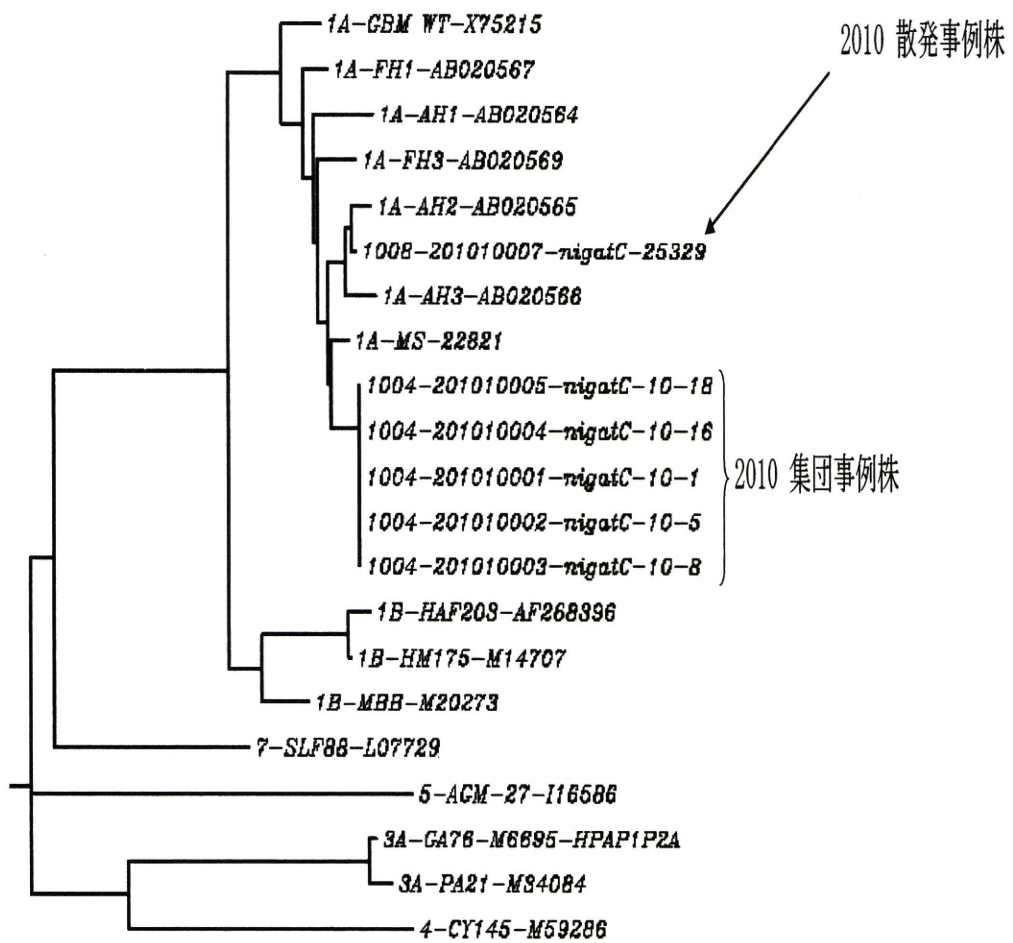 1A-GBM WT-X75215
2010 散発事例株
1A-FH1-AB020567
1A-AH1-AB020564
1A-FH3-AB020569
1A-AH2-AB020565
1008-201010007-nigatC-25329
1A-AH3-AB020566
1A-MS-22821
1004-201010005-nigatC-10-18
1004-201010004-nigatC-10-16
1004-201010001-nigatC-10-1
2010 集団事例株
1004-201010002-nigatC-10-5
1004-201010003-nigatC-10-8
1B-HAF203-AF268396
1B-HM175-M14707
1B-MBB-M20273
7-SLF88-L07729
5-AGM-27-I16586
3A-GA76-M6695-HPAP1P2A
3A-PA21-M34084
4-CY145-M59286